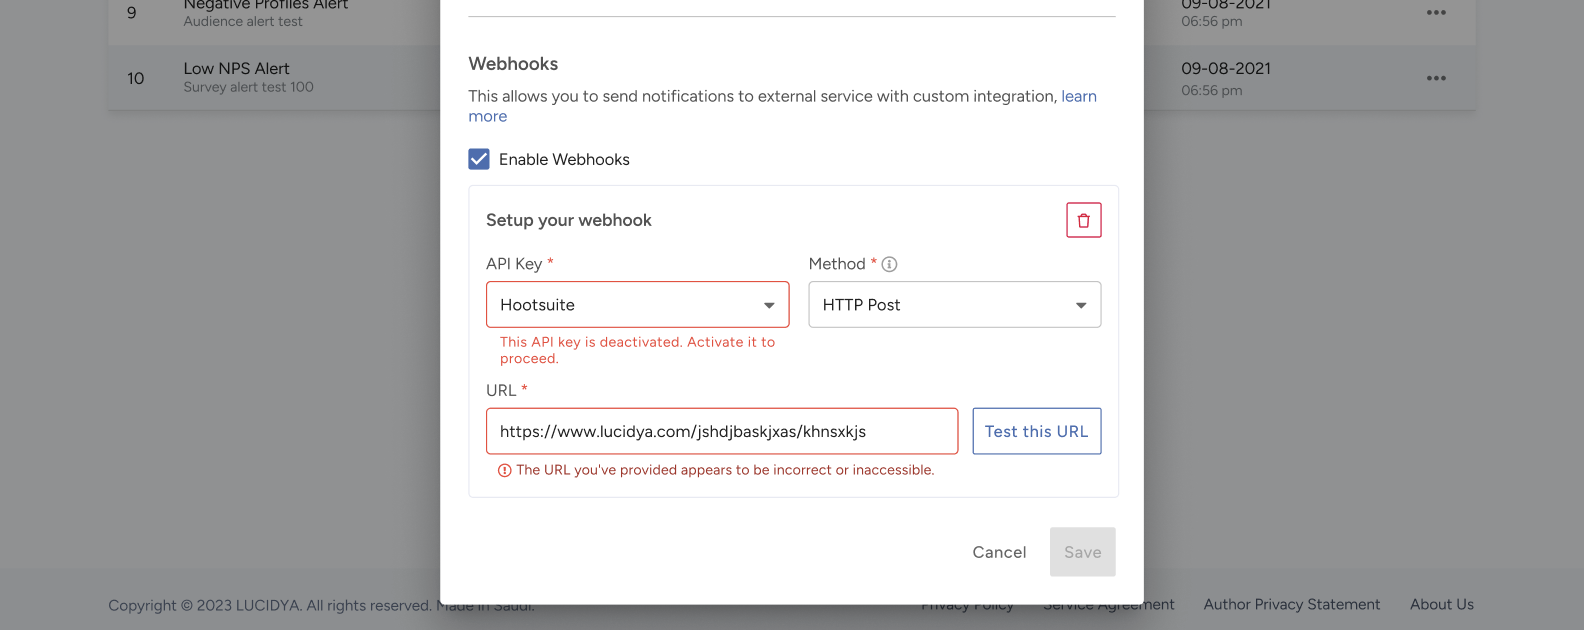 9
Negative Profiles Alert
Audience alert test
09-08-2021
06:56 pm
10
Low NPS Alert
Survey alert test 100
09-08-2021
06:56 pm
Webhooks
This allows you to send notifications to external service with custom integration, learn
more
Enable Webhooks
Setup your webhook
API Key *
Method *
Hootsuite
HTTP Post
This API key is deactivated. Activate it to
proceed.
URL *
https://www.lucidya.com/jshdjbaskjxas/khnsxkjs
Test this URL
The URL you've provided appears to be incorrect or inaccessible.
Cancel
Save
Copyright © 2023 LUCIDYA. All rights reserved. Made in Saudi.
Privacy Policy
Service Agreement
Author Privacy Statement
About Us